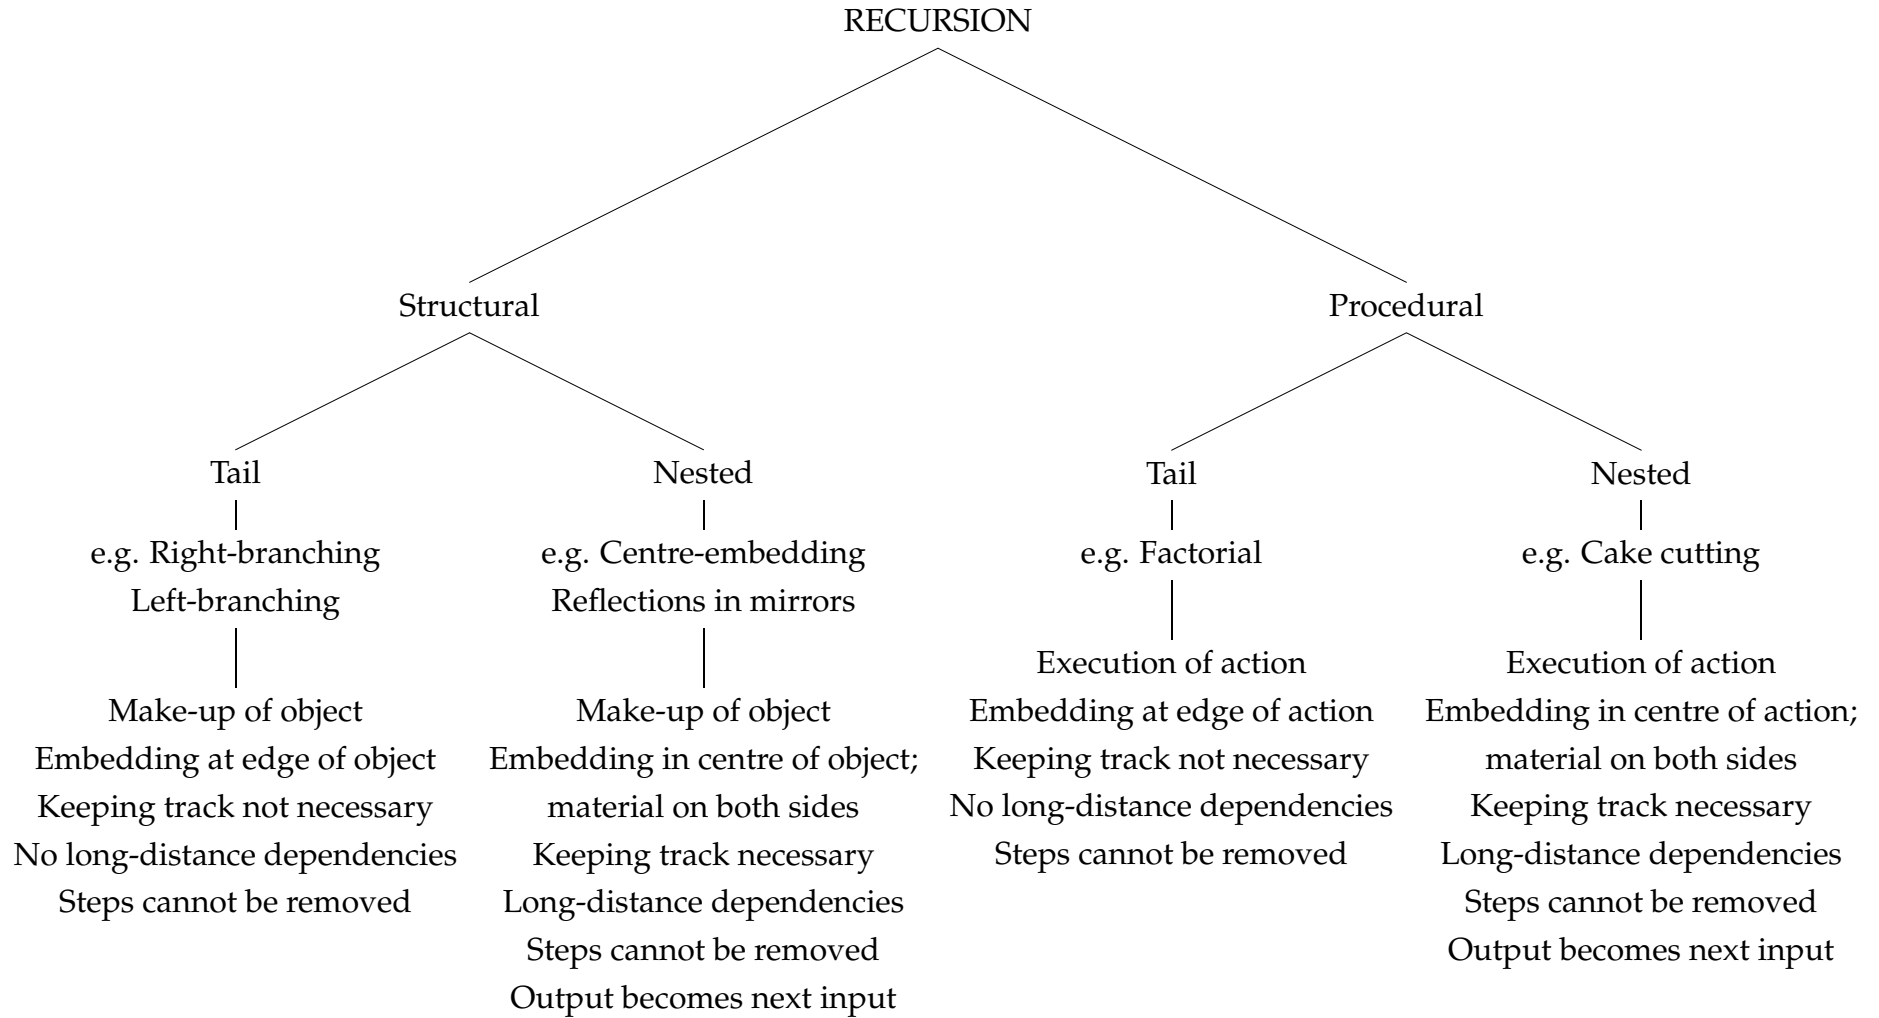 RECURSION
Structural
Procedural
Tail
Nested
Tail
Nested
e.g. Right-branching
Left-branching
e.g. Centre-embedding
Reflections in mirrors
e.g. Factorial
e.g. Cake cutting
Make-up of object
Embedding at edge of object
Keeping track not necessary
No long-distance dependencies
Steps cannot be removed
Make-up of object
Embedding in centre of object;
material on both sides
Keeping track necessary
Long-distance dependencies
Steps cannot be removed
Output becomes next input
Execution of action
Embedding at edge of action
Keeping track not necessary
No long-distance dependencies
Steps cannot be removed
Execution of action
Embedding in centre of action;
material on both sides
Keeping track necessary
Long-distance dependencies
Steps cannot be removed
Output becomes next input